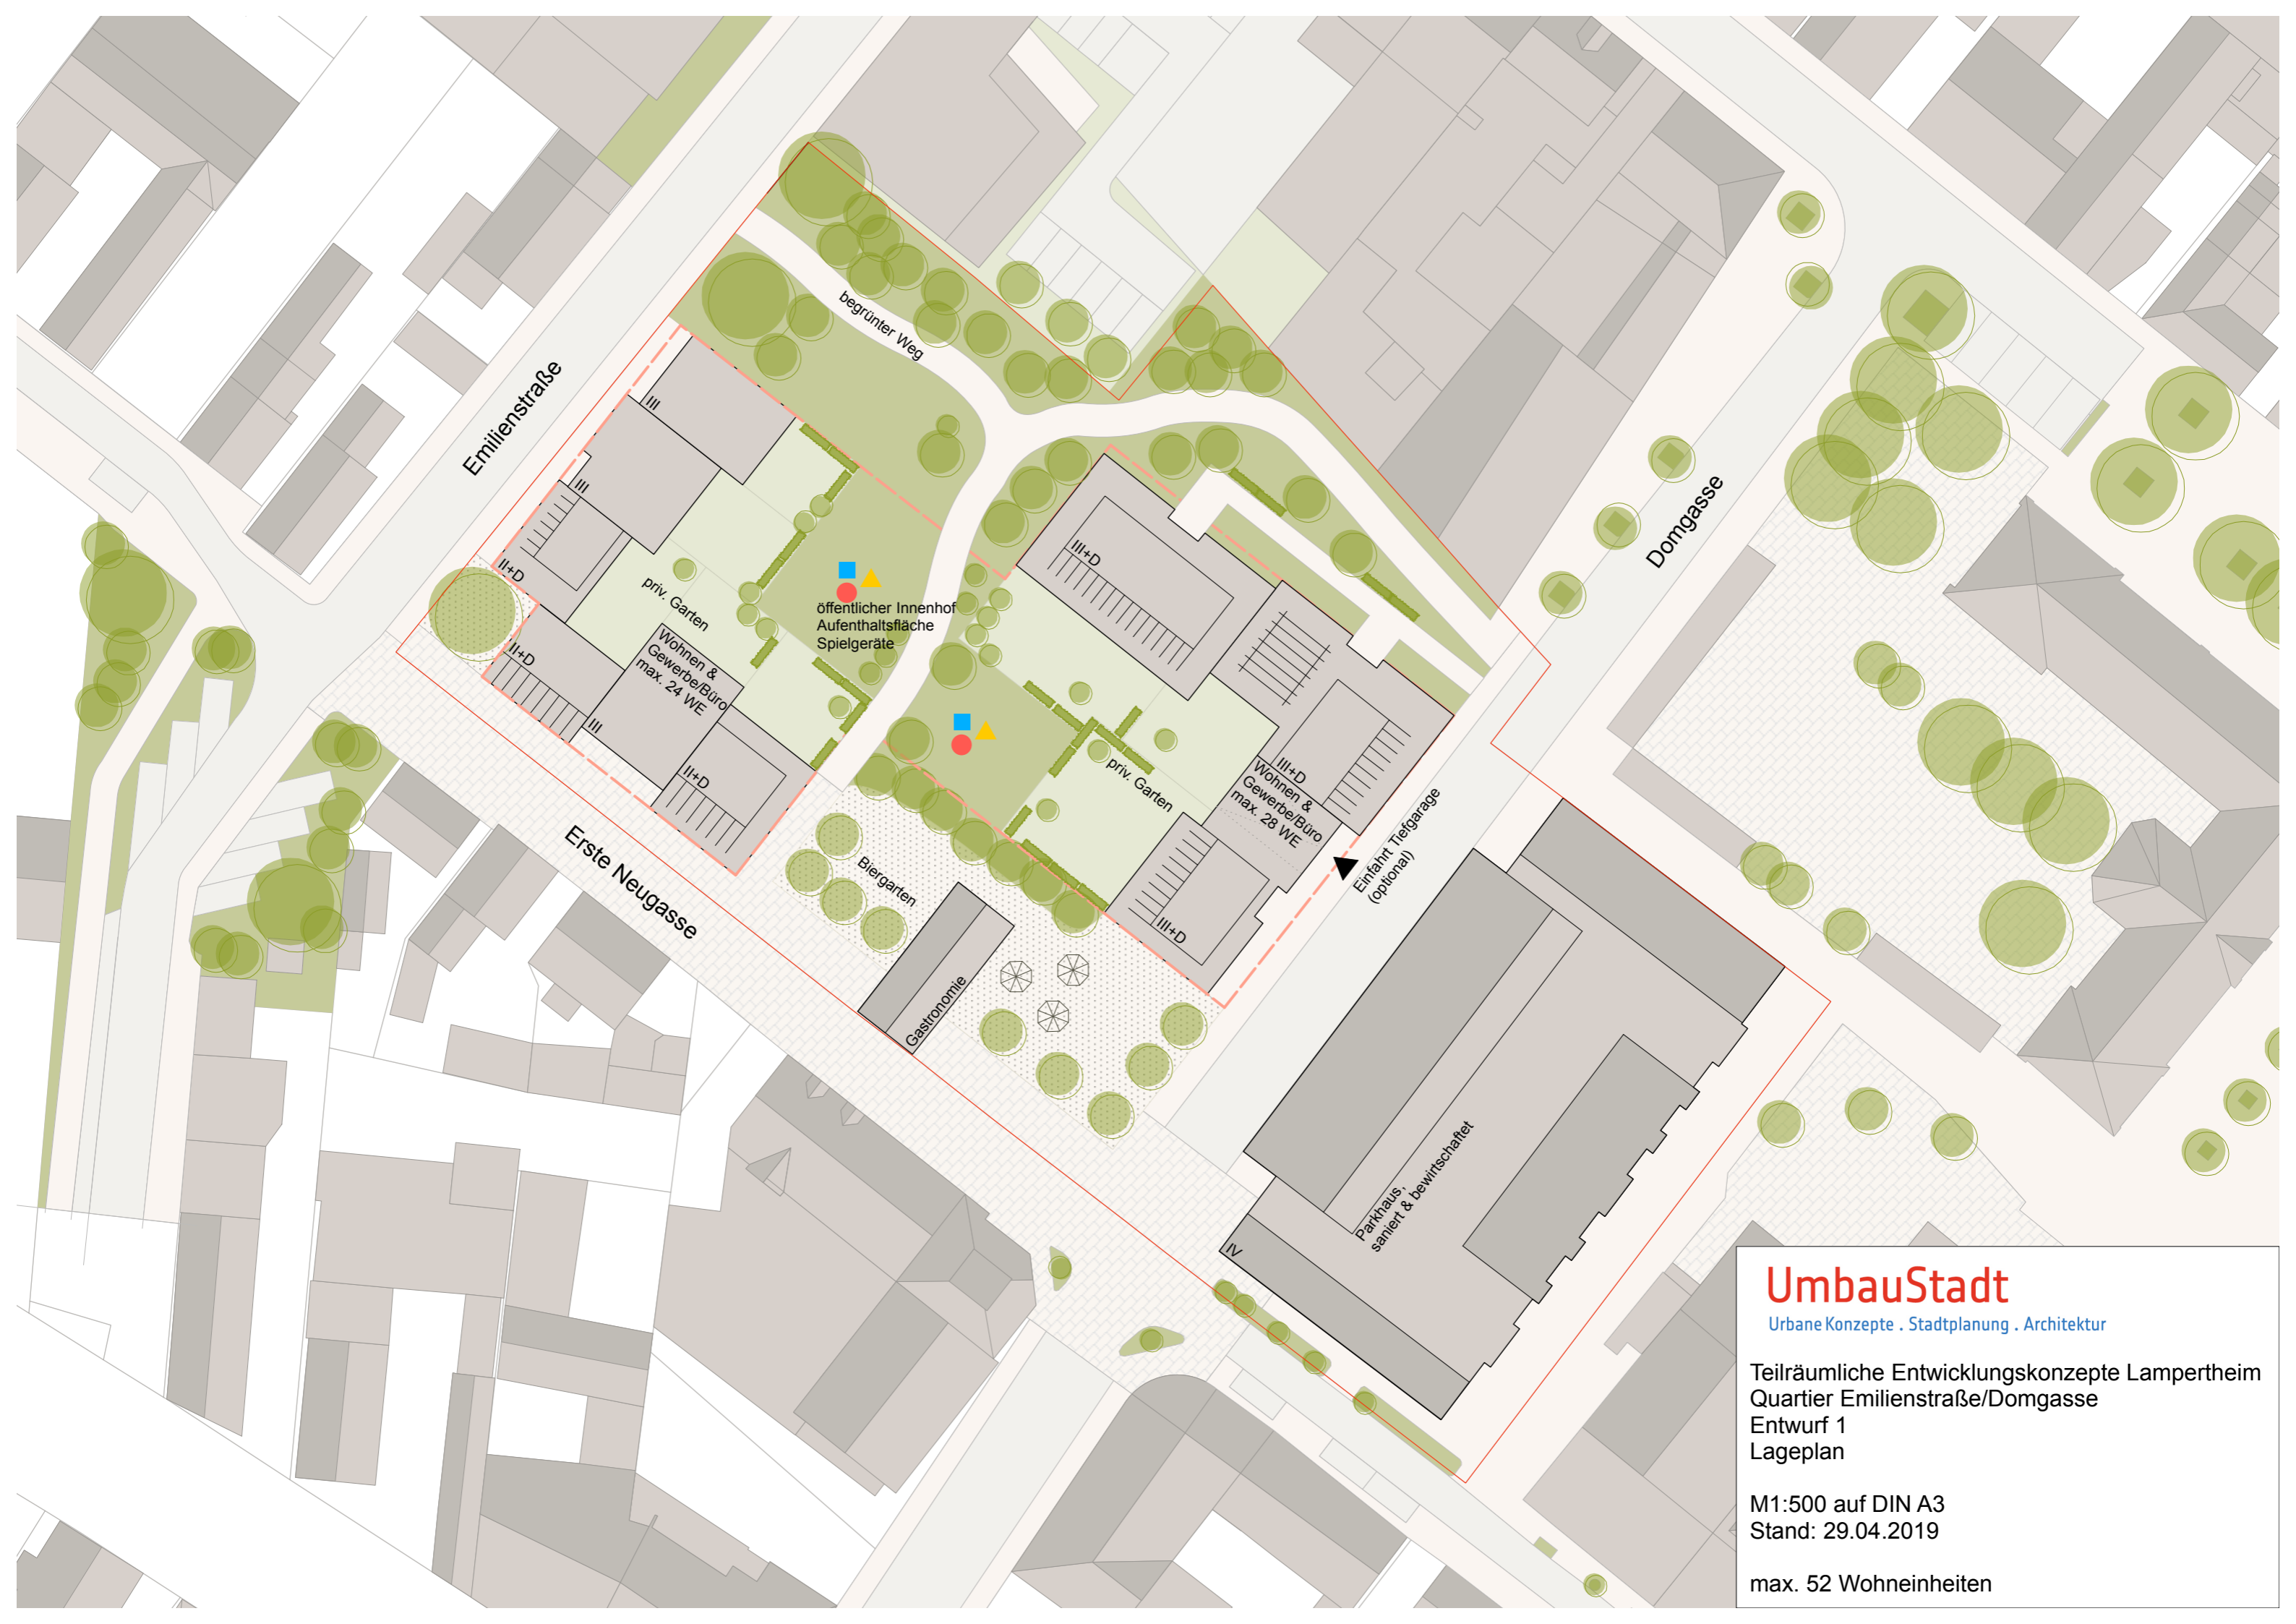 begrünter Weg
Emilienstraße
III
III
II+D
II+D
III
II+D
priv. Garten
Wohnen &
Gewerbe/Büro
max. 24 WE
öffentlicher Innenhof
Aufenthaltsfläche
Spielgeräte
III+D
III+D
III+D
priv. Garten
Wohnen &
Gewerbe/Büro
max. 28 WE
Domgasse
Einfahrt Tiefgarage
(optional)
Erste Neugasse
Biergarten
Gastronomie
Parkhaus,
saniert & bewirtschaftet
IV
UmbauStadt
Urbane Konzepte . Stadtplanung . Architektur
Teilräumliche Entwicklungskonzepte Lampertheim
Quartier Emilienstraße/Domgasse
Entwurf 1
Lageplan
M1:500 auf DIN A3
Stand: 29.04.2019
max. 52 Wohneinheiten